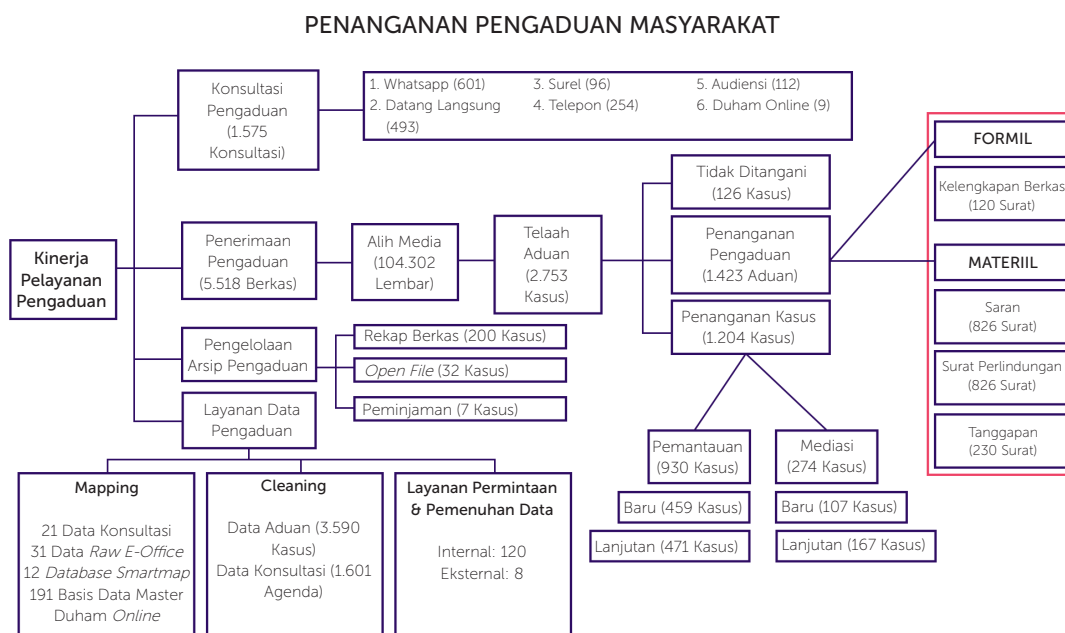 PENANGANAN PENGADUAN MASYARAKAT
Konsultasi
Pengaduan
(1.575
Konsultasi)
1. Whatsapp (601)
2. Datang Langsung
(493)
3. Surel (96)
4. Telepon (254)
5. Audiensi (112)
6. Duham Online (9)
Kinerja
Pelayanan
Pengaduan
Penerimaan
Pengaduan
(5.518 Berkas)
Alih Media
(104.302
Lembar)
Telaah
Aduan
(2.753
Kasus)
Tidak Ditangani
(126 Kasus)
Penanganan
Pengaduan
(1.423 Aduan)
Penanganan Kasus
(1.204 Kasus)
FORMIL
Kelengkapan Berkas
(120 Surat)
MATERIIL
Saran
(826 Surat)
Surat Perlindungan
(826 Surat)
Tanggapan
(230 Surat)
Pengelolaan
Arsip Pengaduan
Rekap Berkas (200 Kasus)
Open File (32 Kasus)
Peminjaman (7 Kasus)
Layanan Data
Pengaduan
Pemantauan
(930 Kasus)
Baru (459 Kasus)
Lanjutan (471 Kasus)
Mediasi
(274 Kasus)
Baru (107 Kasus)
Lanjutan (167 Kasus)
Mapping
21 Data Konsultasi
31 Data Raw E-Office
12 Database Smartmap
191 Basis Data Master
Duham Online
Cleaning
Data Aduan (3.590
Kasus)
Data Konsultasi (1.601
Agenda)
Layanan Permintaan
& Pemenuhan Data
Internal: 120
Eksternal: 8